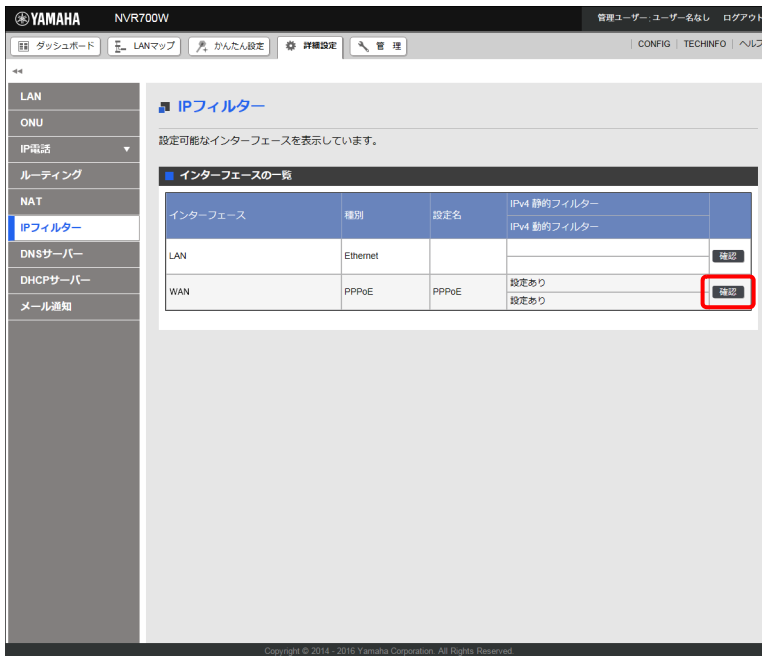 YAMAHA NVR700W 管理ユーザー:ユーザー名なし ログアウト
ダッシュボード LANマップ かんたん設定 詳細設定 管 理 CONFIG | TECHINFO | ヘルプ
LAN
ONU
IP電話
ルーティング
NAT
IPフィルター
DNSサーバー
DHCPサーバー
メール通知
IPフィルター
設定可能なインターフェースを表示しています。
インターフェースの一覧
インターフェース 種別 設定名 IPv4 静的フィルター
IPv4 動的フィルター
LAN Ethernet 確認
WAN PPPoE PPPoE 設定あり 確認
設定あり
Copyright © 2014 - 2016 Yamaha Corporation. All Rights Reserved.